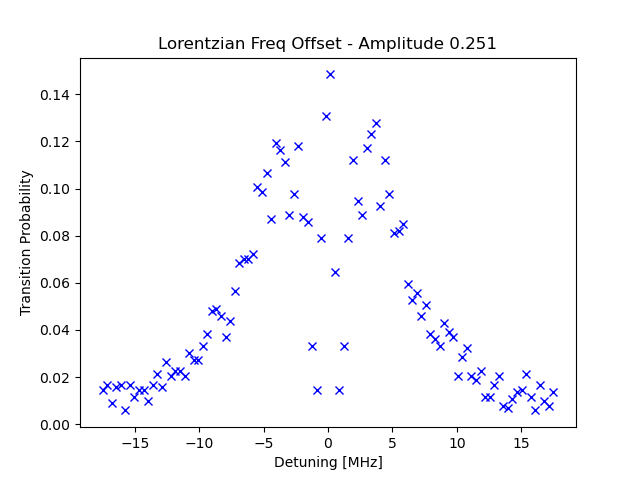 Lorentzian Freq Offset - Amplitude 0.251
Transition Probability
0.14
0.12
0.10
0.08
0.06
0.04
0.02
0.00
−15 −10 −5 0 5 10 15
Detuning [MHz]